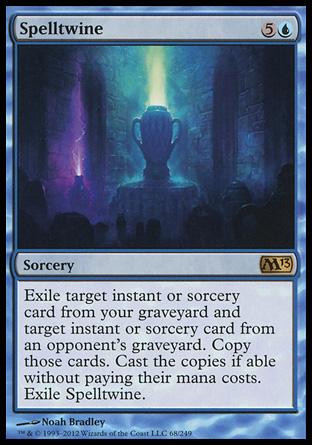 Spelltwine 5
Sorcery M13
Exile target instant or sorcery
card from your graveyard and
target instant or sorcery card from
an opponent's graveyard. Copy
those cards. Cast the copies if able
without paying their mana costs.
Exile Spelltwine.
Noah Bradley
™ & © 1993–2012 Wizards of the Coast LLC 68/249